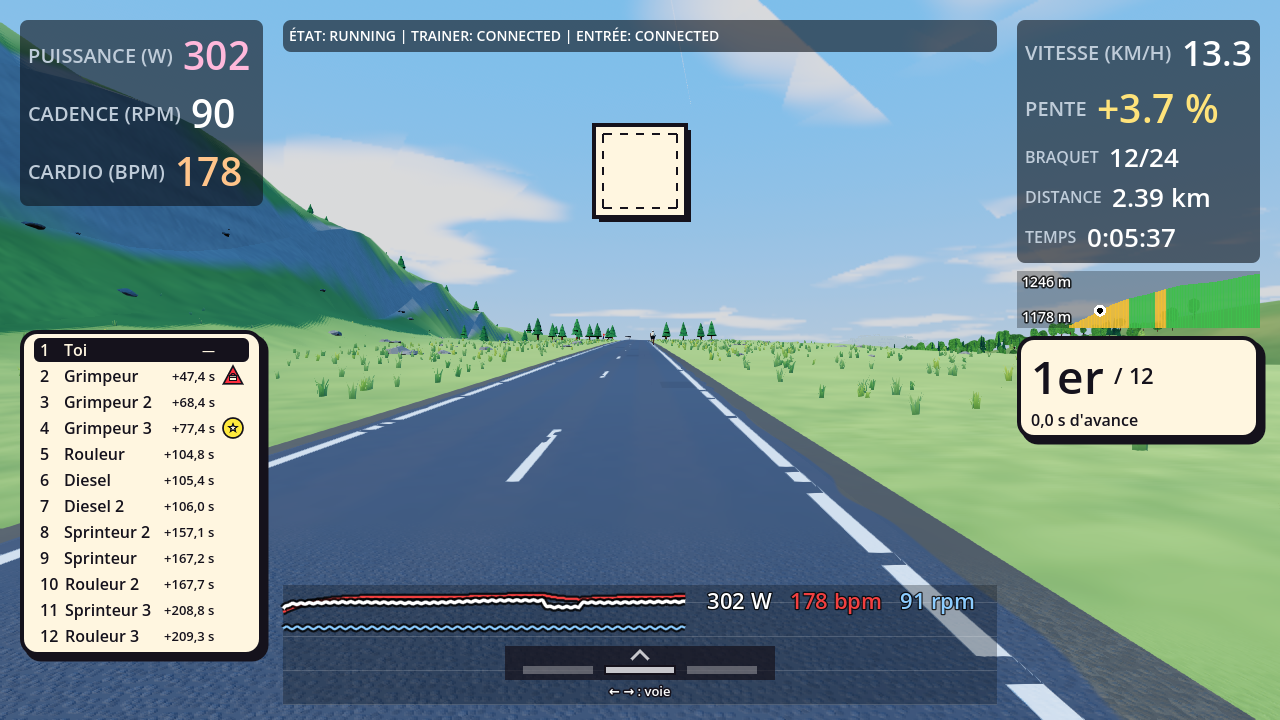 PUISSANCE (W) 302
CADENCE (RPM) 90
CARDIO (BPM) 178
ÉTAT: RUNNING | TRAINER: CONNECTED | ENTRÉE: CONNECTED
VITESSE (KM/H) 13.3
PENTE +3.7 %
BRAQUET 12/24
DISTANCE 2.39 km
TEMPS 0:05:37
1246 m
1178 m
1er / 12
0,0 s d'avance
1 Toi —
2 Grimpeur +47,4 s
3 Grimpeur 2 +68,4 s
4 Grimpeur 3 +77,4 s
5 Rouleur +104,8 s
6 Diesel +105,4 s
7 Diesel 2 +106,0 s
8 Sprinteur 2 +157,1 s
9 Sprinteur +167,2 s
10 Rouleur 2 +167,7 s
11 Sprinteur 3 +208,8 s
12 Rouleur 3 +209,3 s
302 W 178 bpm 91 rpm
← → : voie